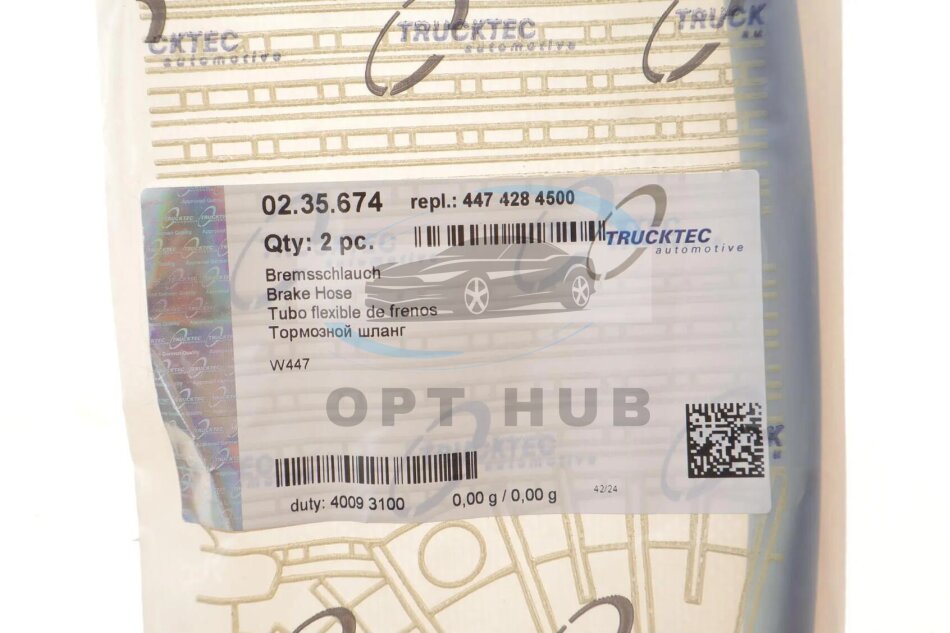 CKTEC TRUCKTEC TRUCK
automotive automotive
02.35.674 repl.: 447 428 4500
Qty: 2 pc.
TRUCKTEC
automotive
Bremsschlauch
Brake Hose
Tubo flexible de frenos
Тормозной шланг
W447
OPT HUB
TRUCKTEC
automotive
duty: 4009 3100 0,00 g / 0,00 g 42/24